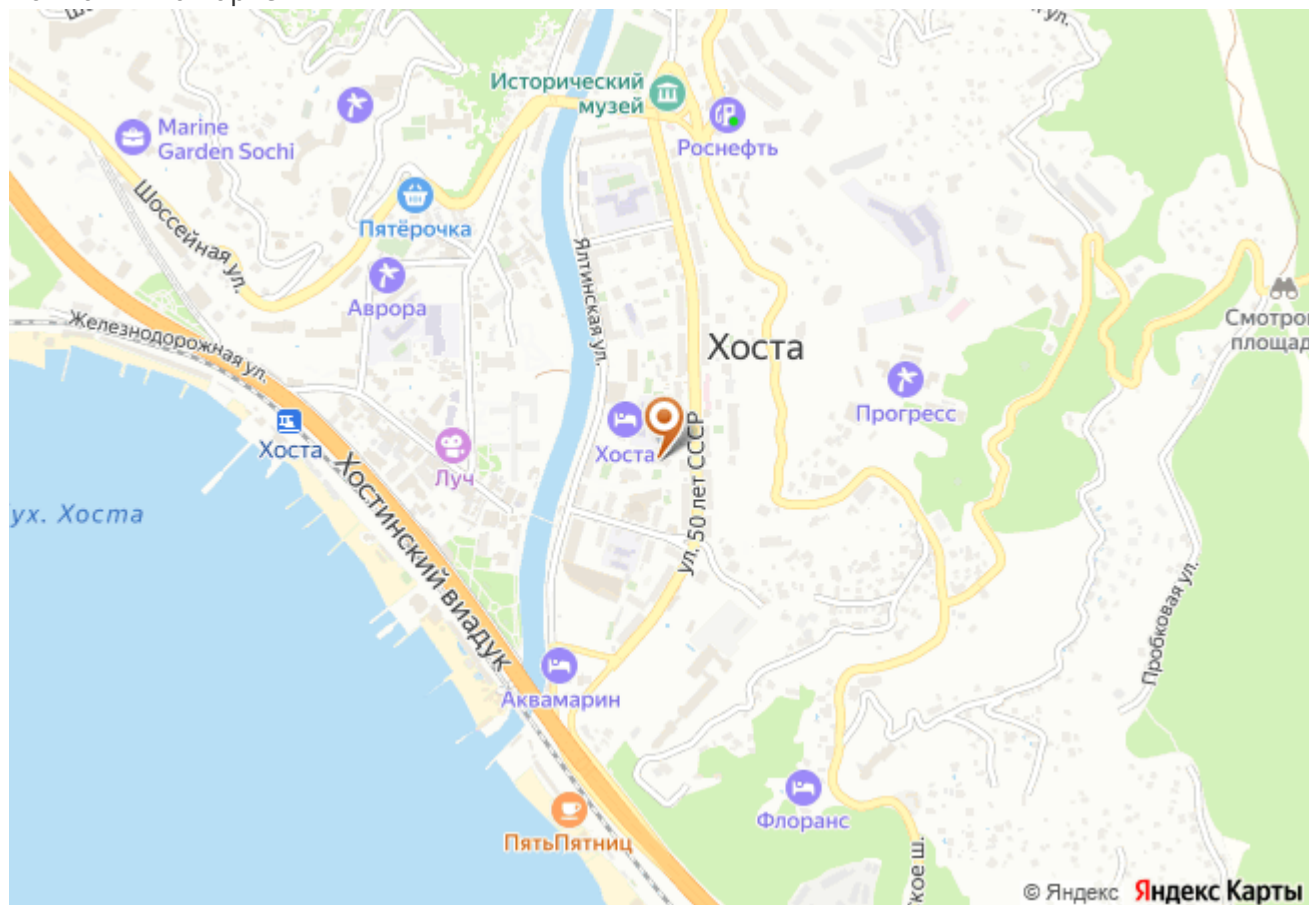 Исторический
музей
Marine
Garden Sochi
Роснефть
Пятёрочка
Шоссейная ул.
Ялтинская ул.
Аврора
Смотров
площад
Железнодорожная ул.
Хоста
Прогресс
Хоста
Хоста
Луч
ул. 50 лет СССР
ух. Хоста
Хостинский виадук
Пробковая ул.
Аквамарин
Флоранс
ПятьПятниц
кое ш.
© Яндекс Яндекс Карты